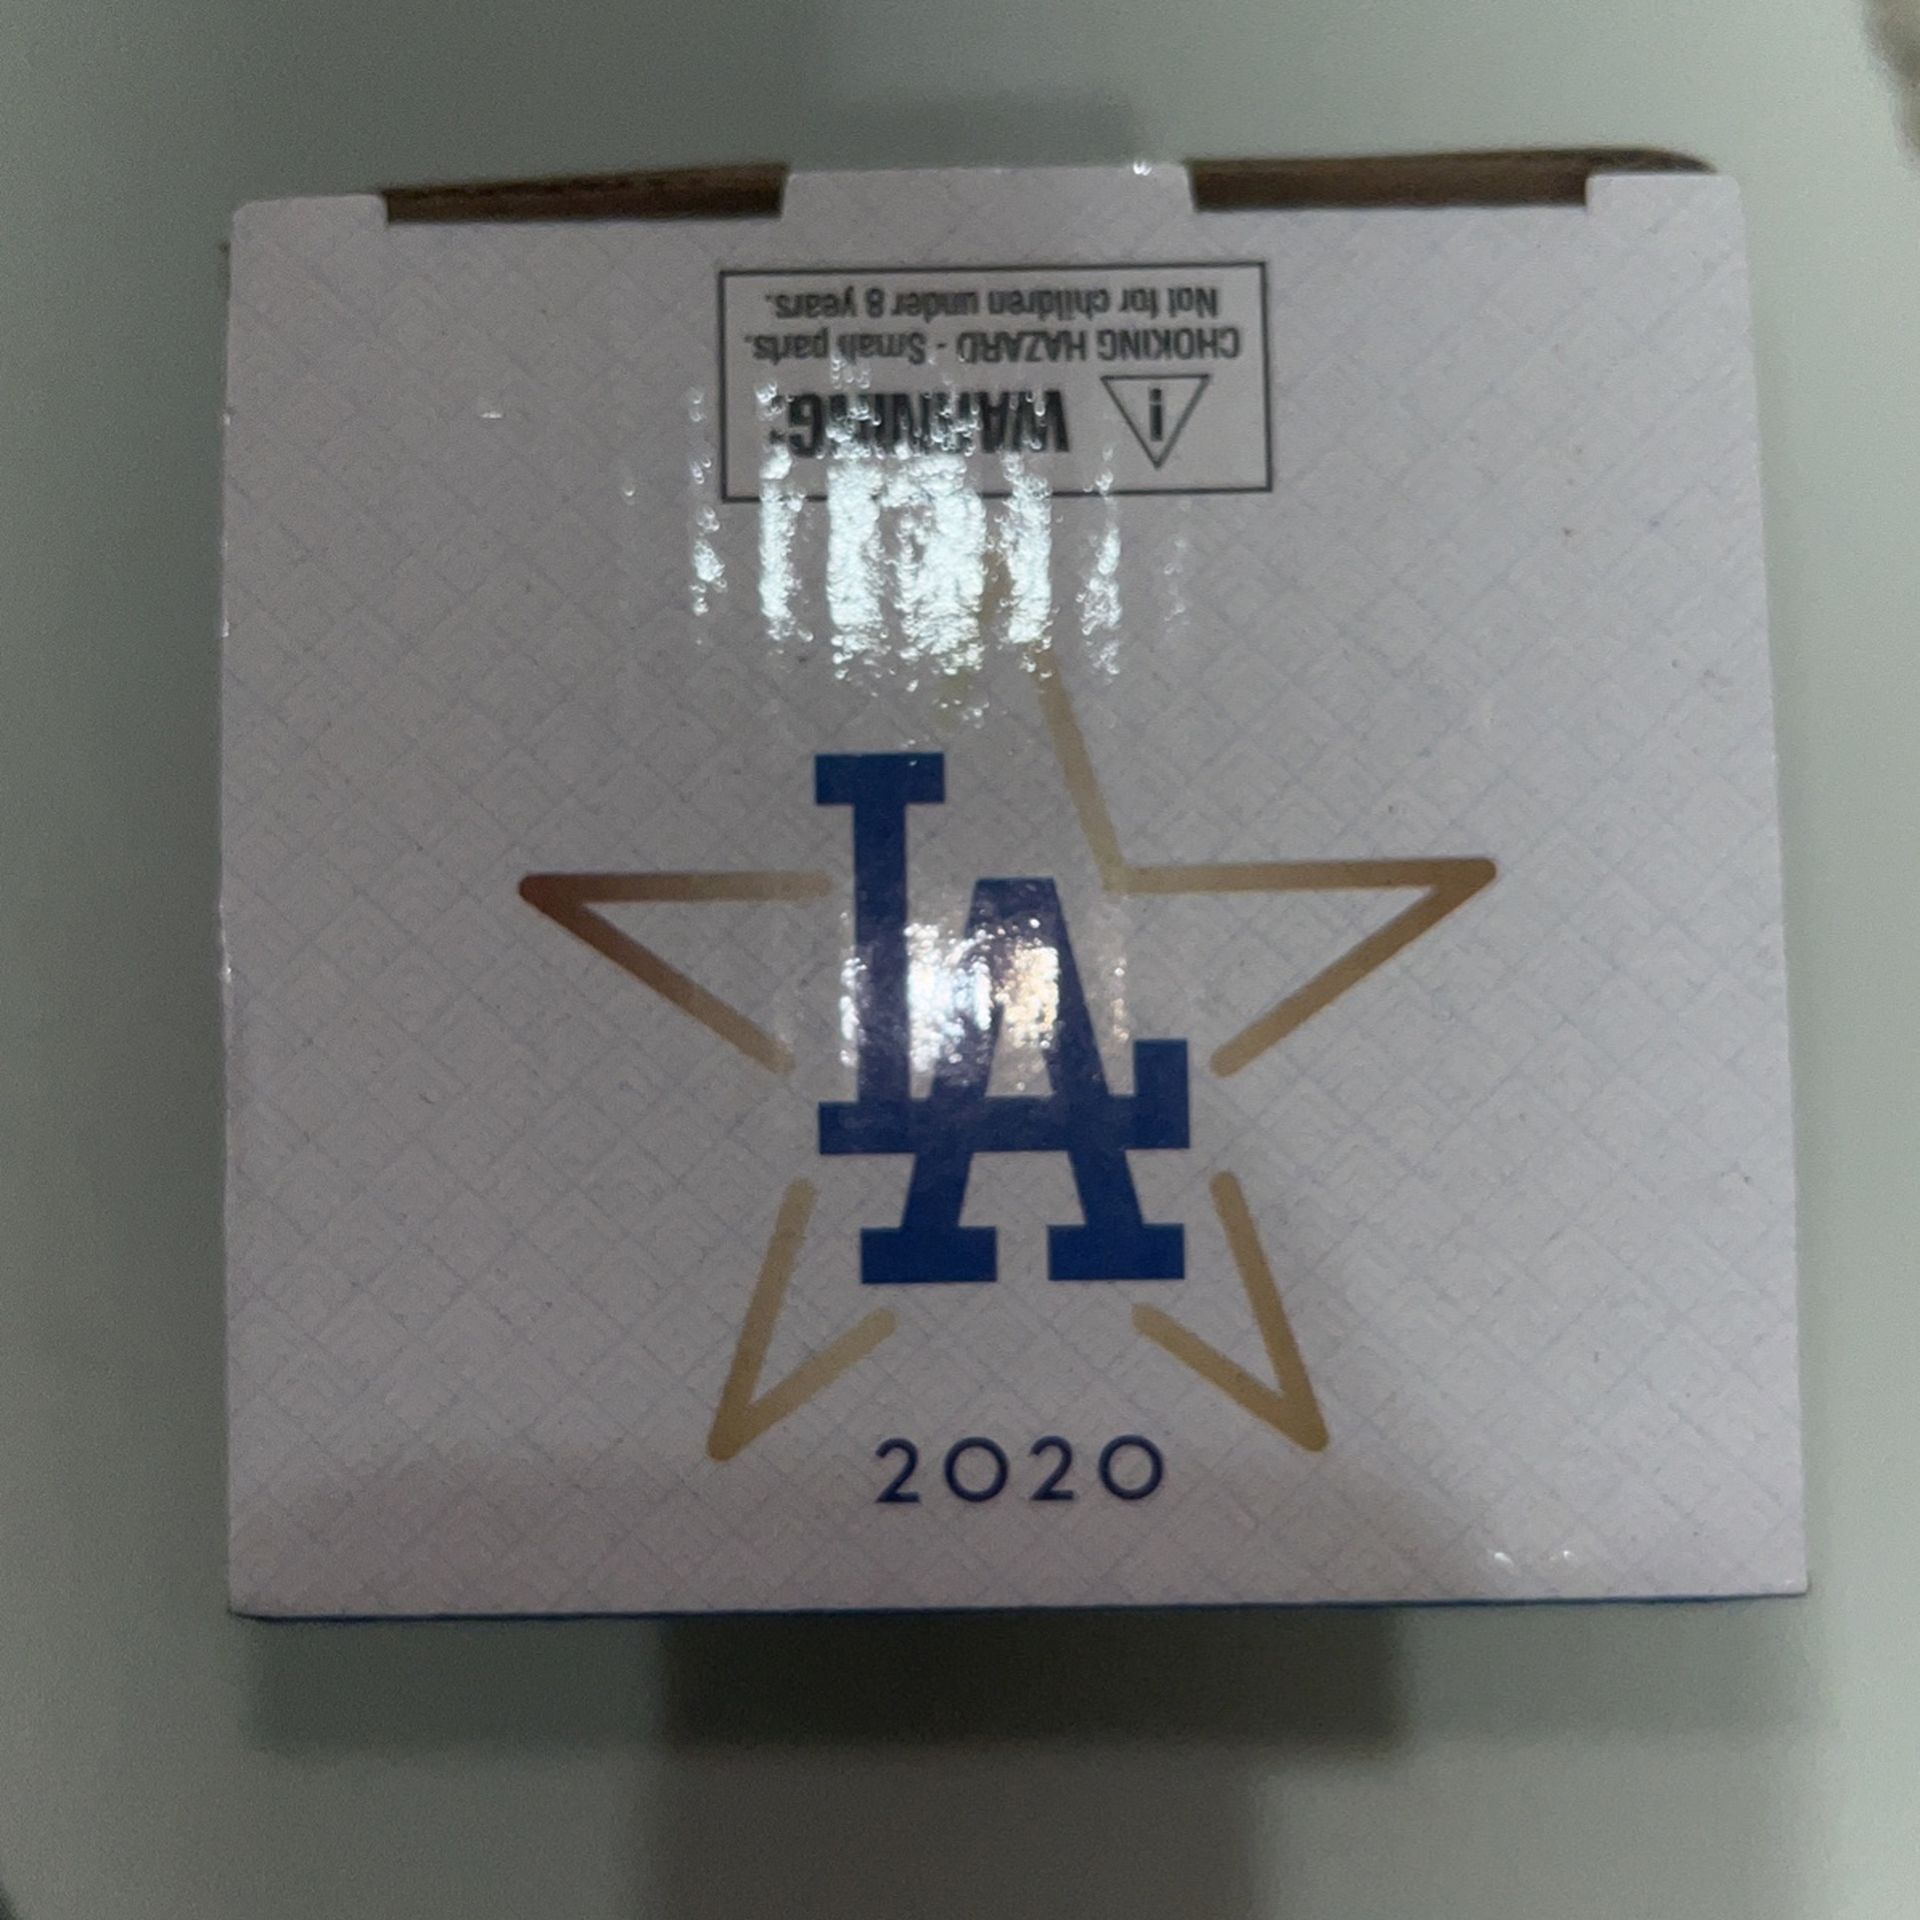 WARNING:
CHOKING HAZARD - Small parts.
Not for children under 8 years.
LA
2020